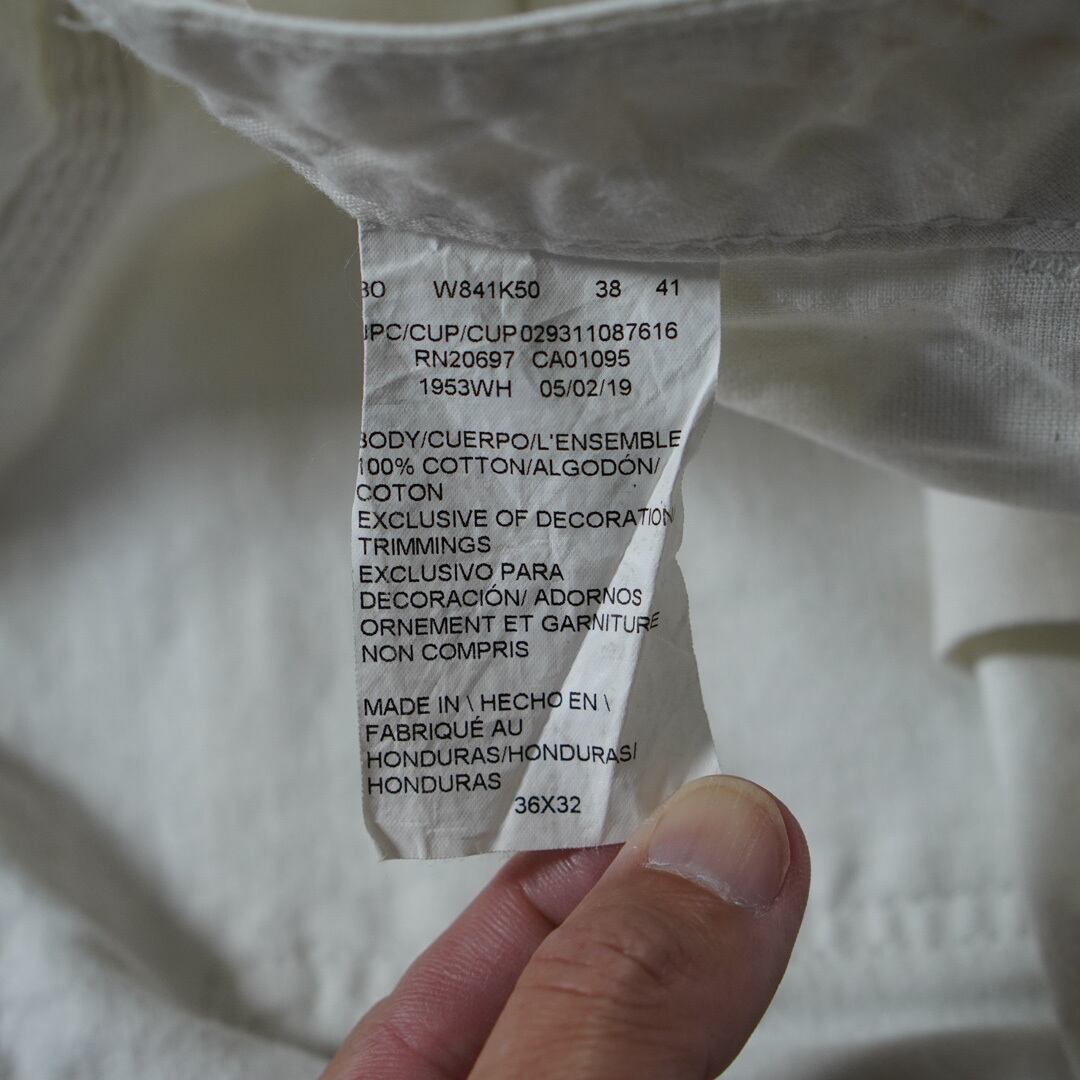 W841K50 38 41
UPC/CUP/CUP 029311087616
RN20697 CA01095
1953WH 05/02/19
BODY/CUERPO/L'ENSEMBLE
100% COTTON/ALGODÓN/
COTON
EXCLUSIVE OF DECORATION
TRIMMINGS
EXCLUSIVO PARA
DECORACIÓN/ ADORNOS
ORNEMENT ET GARNITURE
NON COMPRIS
MADE IN \ HECHO EN \
FABRIQUÉ AU
HONDURAS/HONDURAS/
HONDURAS
36X32